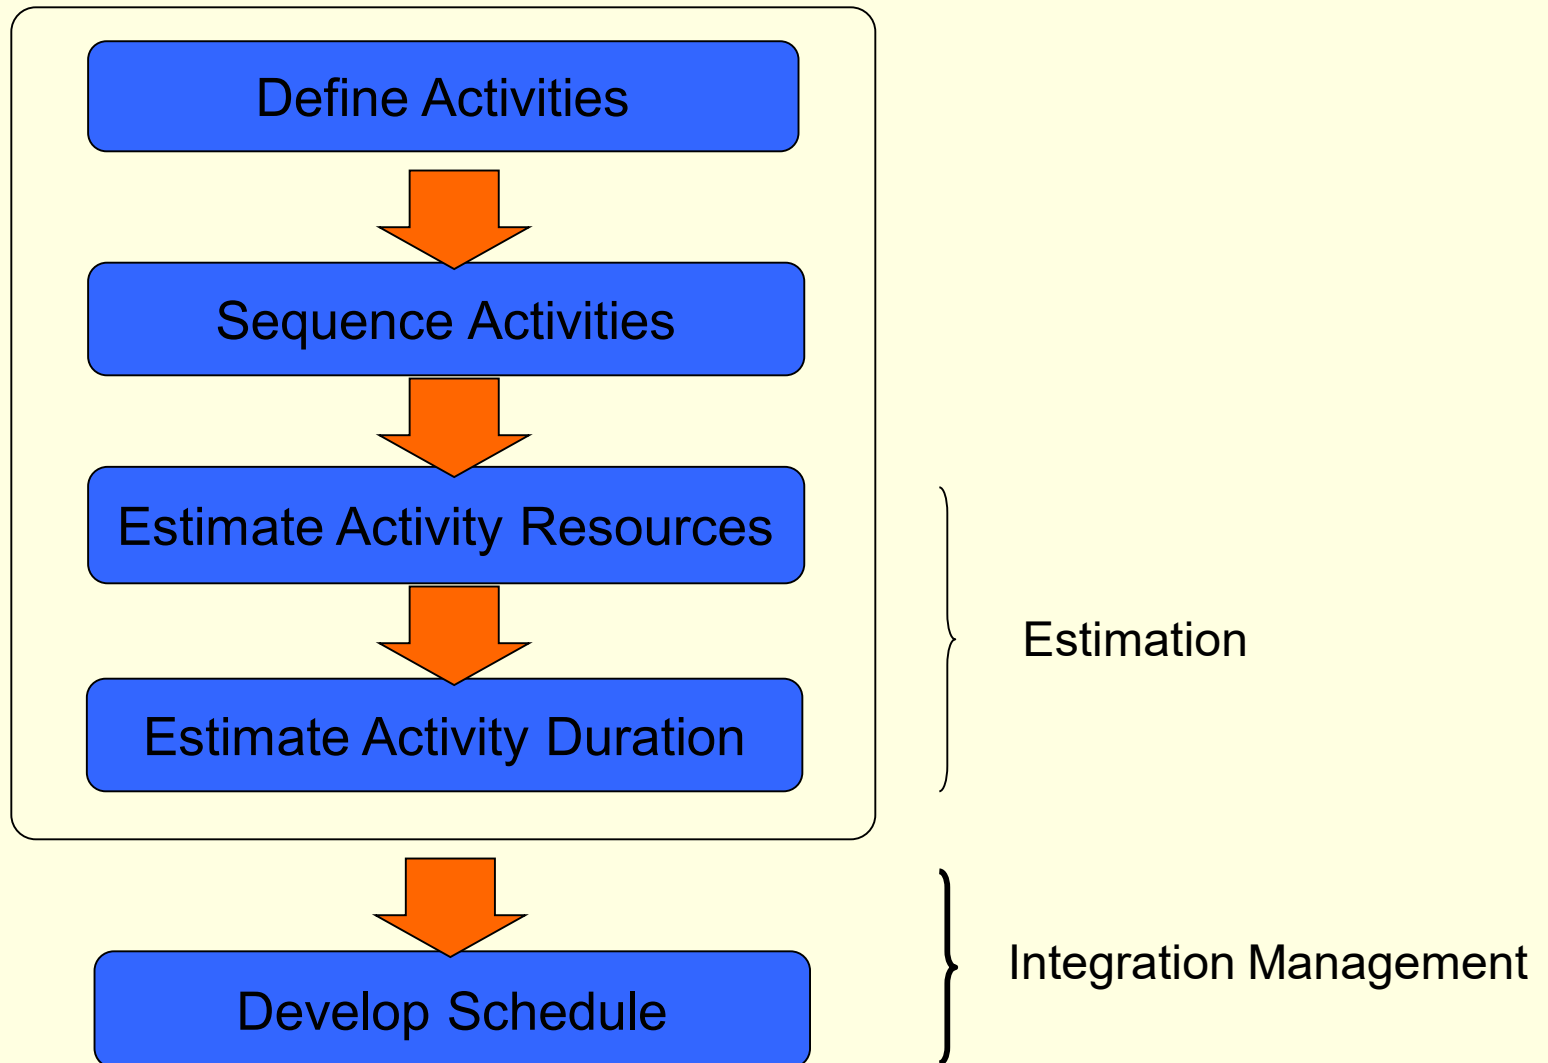 Define Activities
Sequence Activities
Estimate Activity Resources
Estimation
Estimate Activity Duration
Integration Management
Develop Schedule